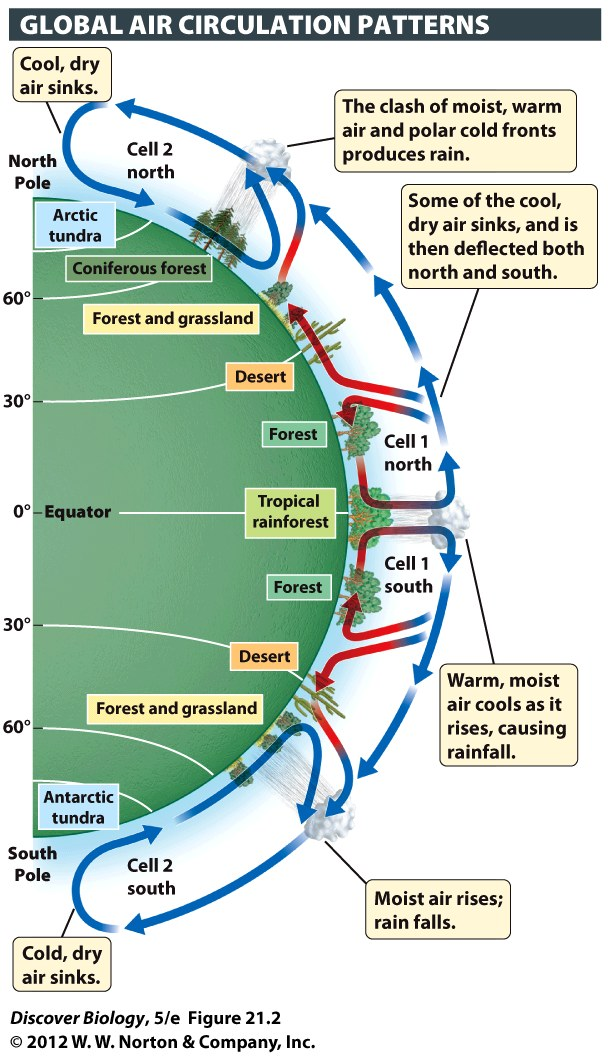 GLOBAL AIR CIRCULATION PATTERNS
Cool, dry
air sinks.
The clash of moist, warm
air and polar cold fronts
produces rain.
Cell 2
north
North
Pole
Some of the cool,
dry air sinks, and is
then deflected both
north and south.
Arctic
tundra
Coniferous forest
60°
Forest and grassland
Desert
30°
Forest
Cell 1
north
Tropical
rainforest
0°
Equator
Cell 1
south
Forest
30°
Desert
Warm, moist
air cools as it
rises, causing
rainfall.
Forest and grassland
60°
Antarctic
tundra
South
Pole
Cell 2
south
Moist air rises;
rain falls.
Cold, dry
air sinks.
Discover Biology, 5/e Figure 21.2
© 2012 W. W. Norton & Company, Inc.